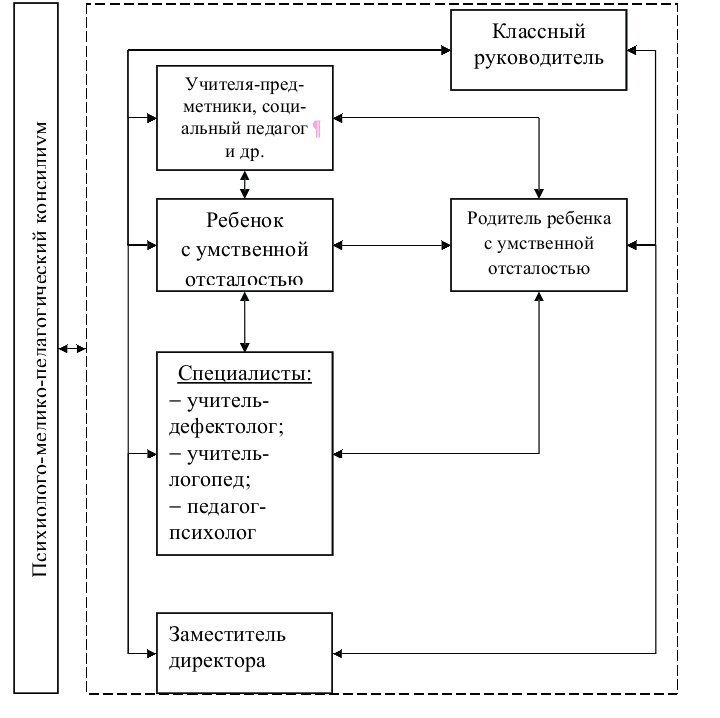 Психолого-медико-педагогический консилиум
Классный
руководитель
Учителя-пред-
метники, соци-
альный педагог ¶
и др.
Ребенок
с умственной
отсталостью
Родитель ребенка
с умственной
отсталостью
Специалисты:
− учитель-
дефектолог;
− учитель-
логопед;
− педагог-
психолог
Заместитель
директора